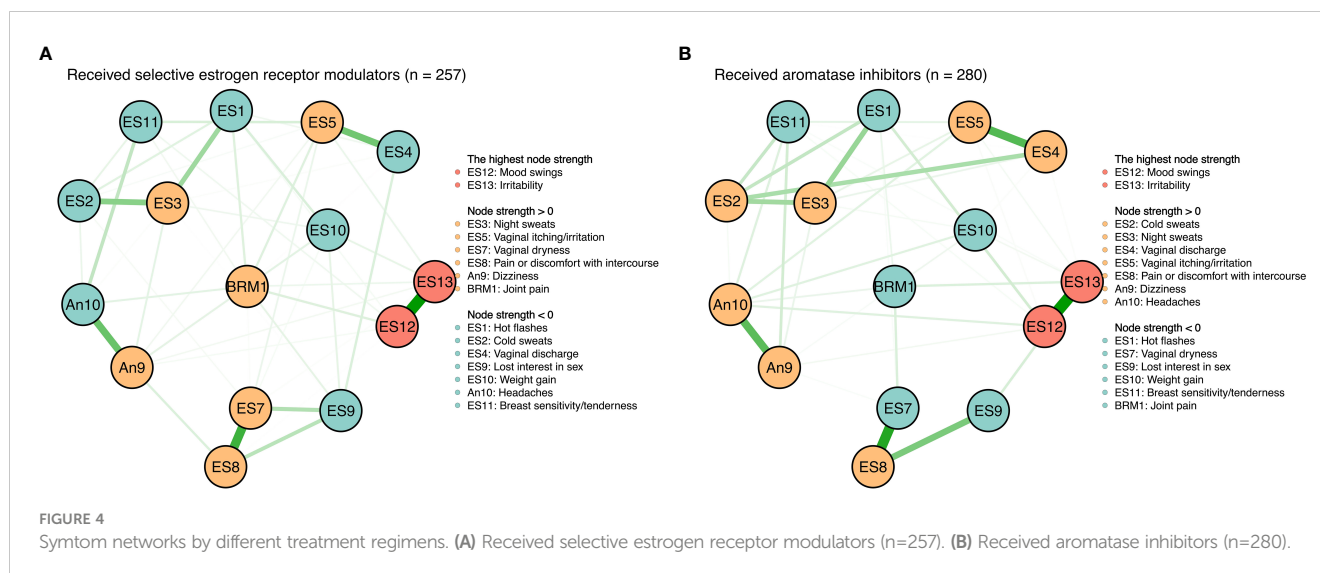 A
Received selective estrogen receptor modulators (n = 257)
ES11
ES1
ES5
ES4
ES2
ES3
ES10
An10
BRM1
ES13
ES12
An9
ES7
ES9
ES8
The highest node strength
ES12: Mood swings
ES13: Irritability
Node strength > 0
ES3: Night sweats
ES5: Vaginal itching/irritation
ES7: Vaginal dryness
ES8: Pain or discomfort with intercourse
An9: Dizziness
BRM1: Joint pain
Node strength < 0
ES1: Hot flashes
ES2: Cold sweats
ES4: Vaginal discharge
ES9: Lost interest in sex
ES10: Weight gain
An10: Headaches
ES11: Breast sensitivity/tenderness
B
Received aromatase inhibitors (n = 280)
ES11
ES1
ES5
ES4
ES2
ES3
ES10
An10
BRM1
ES13
ES12
An9
ES7
ES9
ES8
The highest node strength
ES12: Mood swings
ES13: Irritability
Node strength > 0
ES2: Cold sweats
ES3: Night sweats
ES4: Vaginal discharge
ES5: Vaginal itching/irritation
ES8: Pain or discomfort with intercourse
An9: Dizziness
An10: Headaches
Node strength < 0
ES1: Hot flashes
ES7: Vaginal dryness
ES9: Lost interest in sex
ES10: Weight gain
ES11: Breast sensitivity/tenderness
BRM1: Joint pain
FIGURE 4
Symtom networks by different treatment regimens. (A) Received selective estrogen receptor modulators (n=257). (B) Received aromatase inhibitors (n=280).